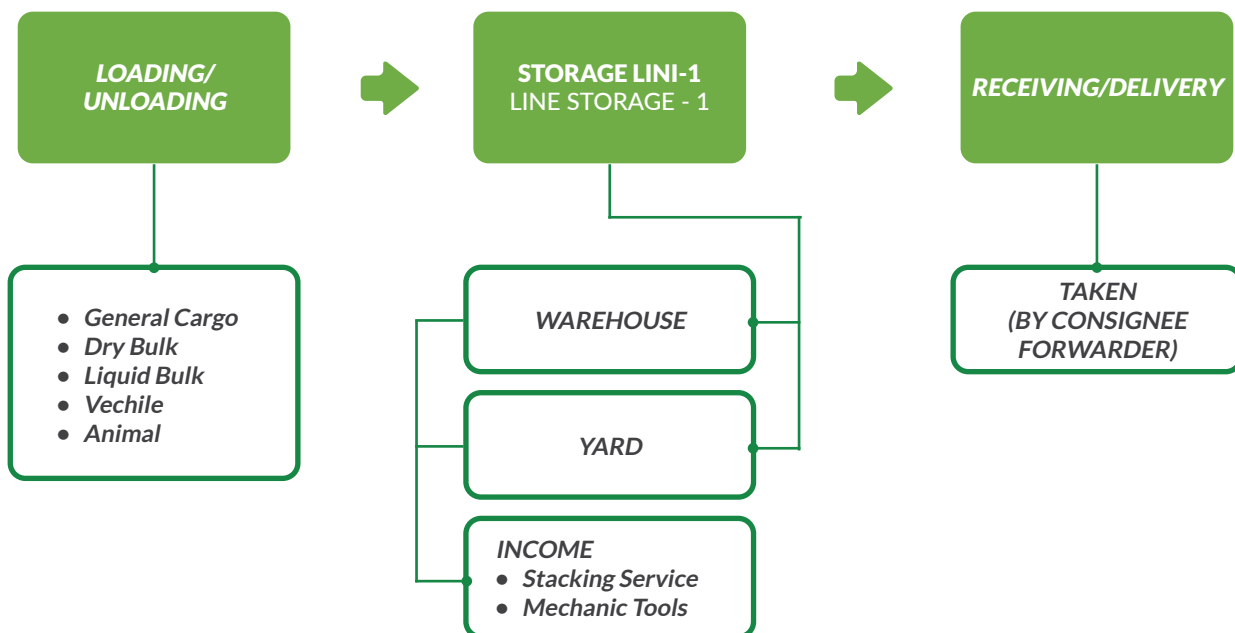 LOADING/
UNLOADING
STORAGE LINI-1
LINE STORAGE - 1
RECEIVING/DELIVERY
• General Cargo
• Dry Bulk
• Liquid Bulk
• Vechile
• Animal
WAREHOUSE
YARD
INCOME
• Stacking Service
• Mechanic Tools
TAKEN
(BY CONSIGNEE
FORWARDER)